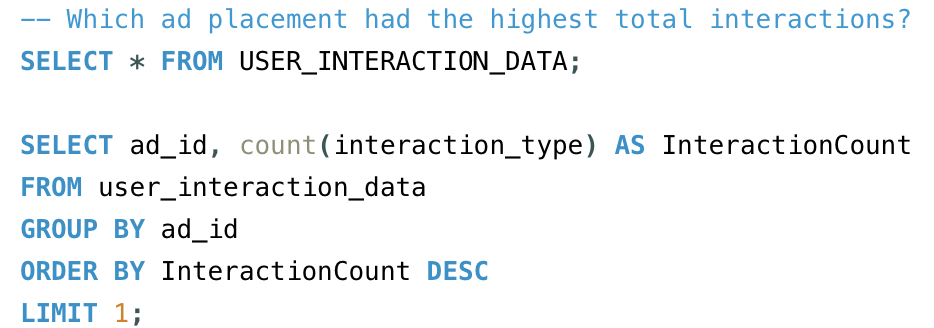 -- Which ad placement had the highest total interactions?
SELECT * FROM USER_INTERACTION_DATA;
SELECT ad_id, count(interaction_type) AS InteractionCount
FROM user_interaction_data
GROUP BY ad_id
ORDER BY InteractionCount DESC
LIMIT 1;